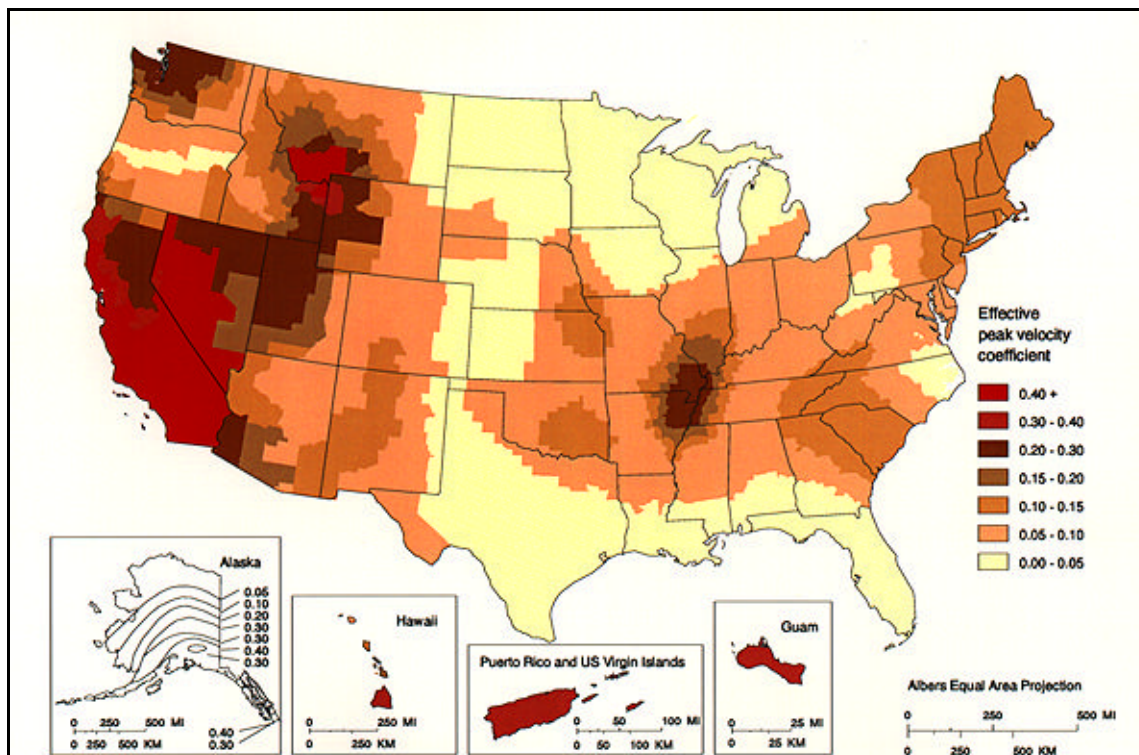 Effective
peak velocity
coefficient
0.40 +
0.30 - 0.40
0.20 - 0.30
0.15 - 0.20
0.10 - 0.15
0.05 - 0.10
0.00 - 0.05
Alaska
0.05
0.10
0.20
0.30
0.30
0.40
0.30
0 250 500 MI
0 250 500 KM
0.40
0.30
Hawaii
0 250 MI
0 250 KM
Puerto Rico and US Virgin Islands
0 50 100 MI
0 50 100 KM
Guam
0 25 MI
0 25 KM
Albers Equal Area Projection
0 250 500 MI
0 250 500 KM